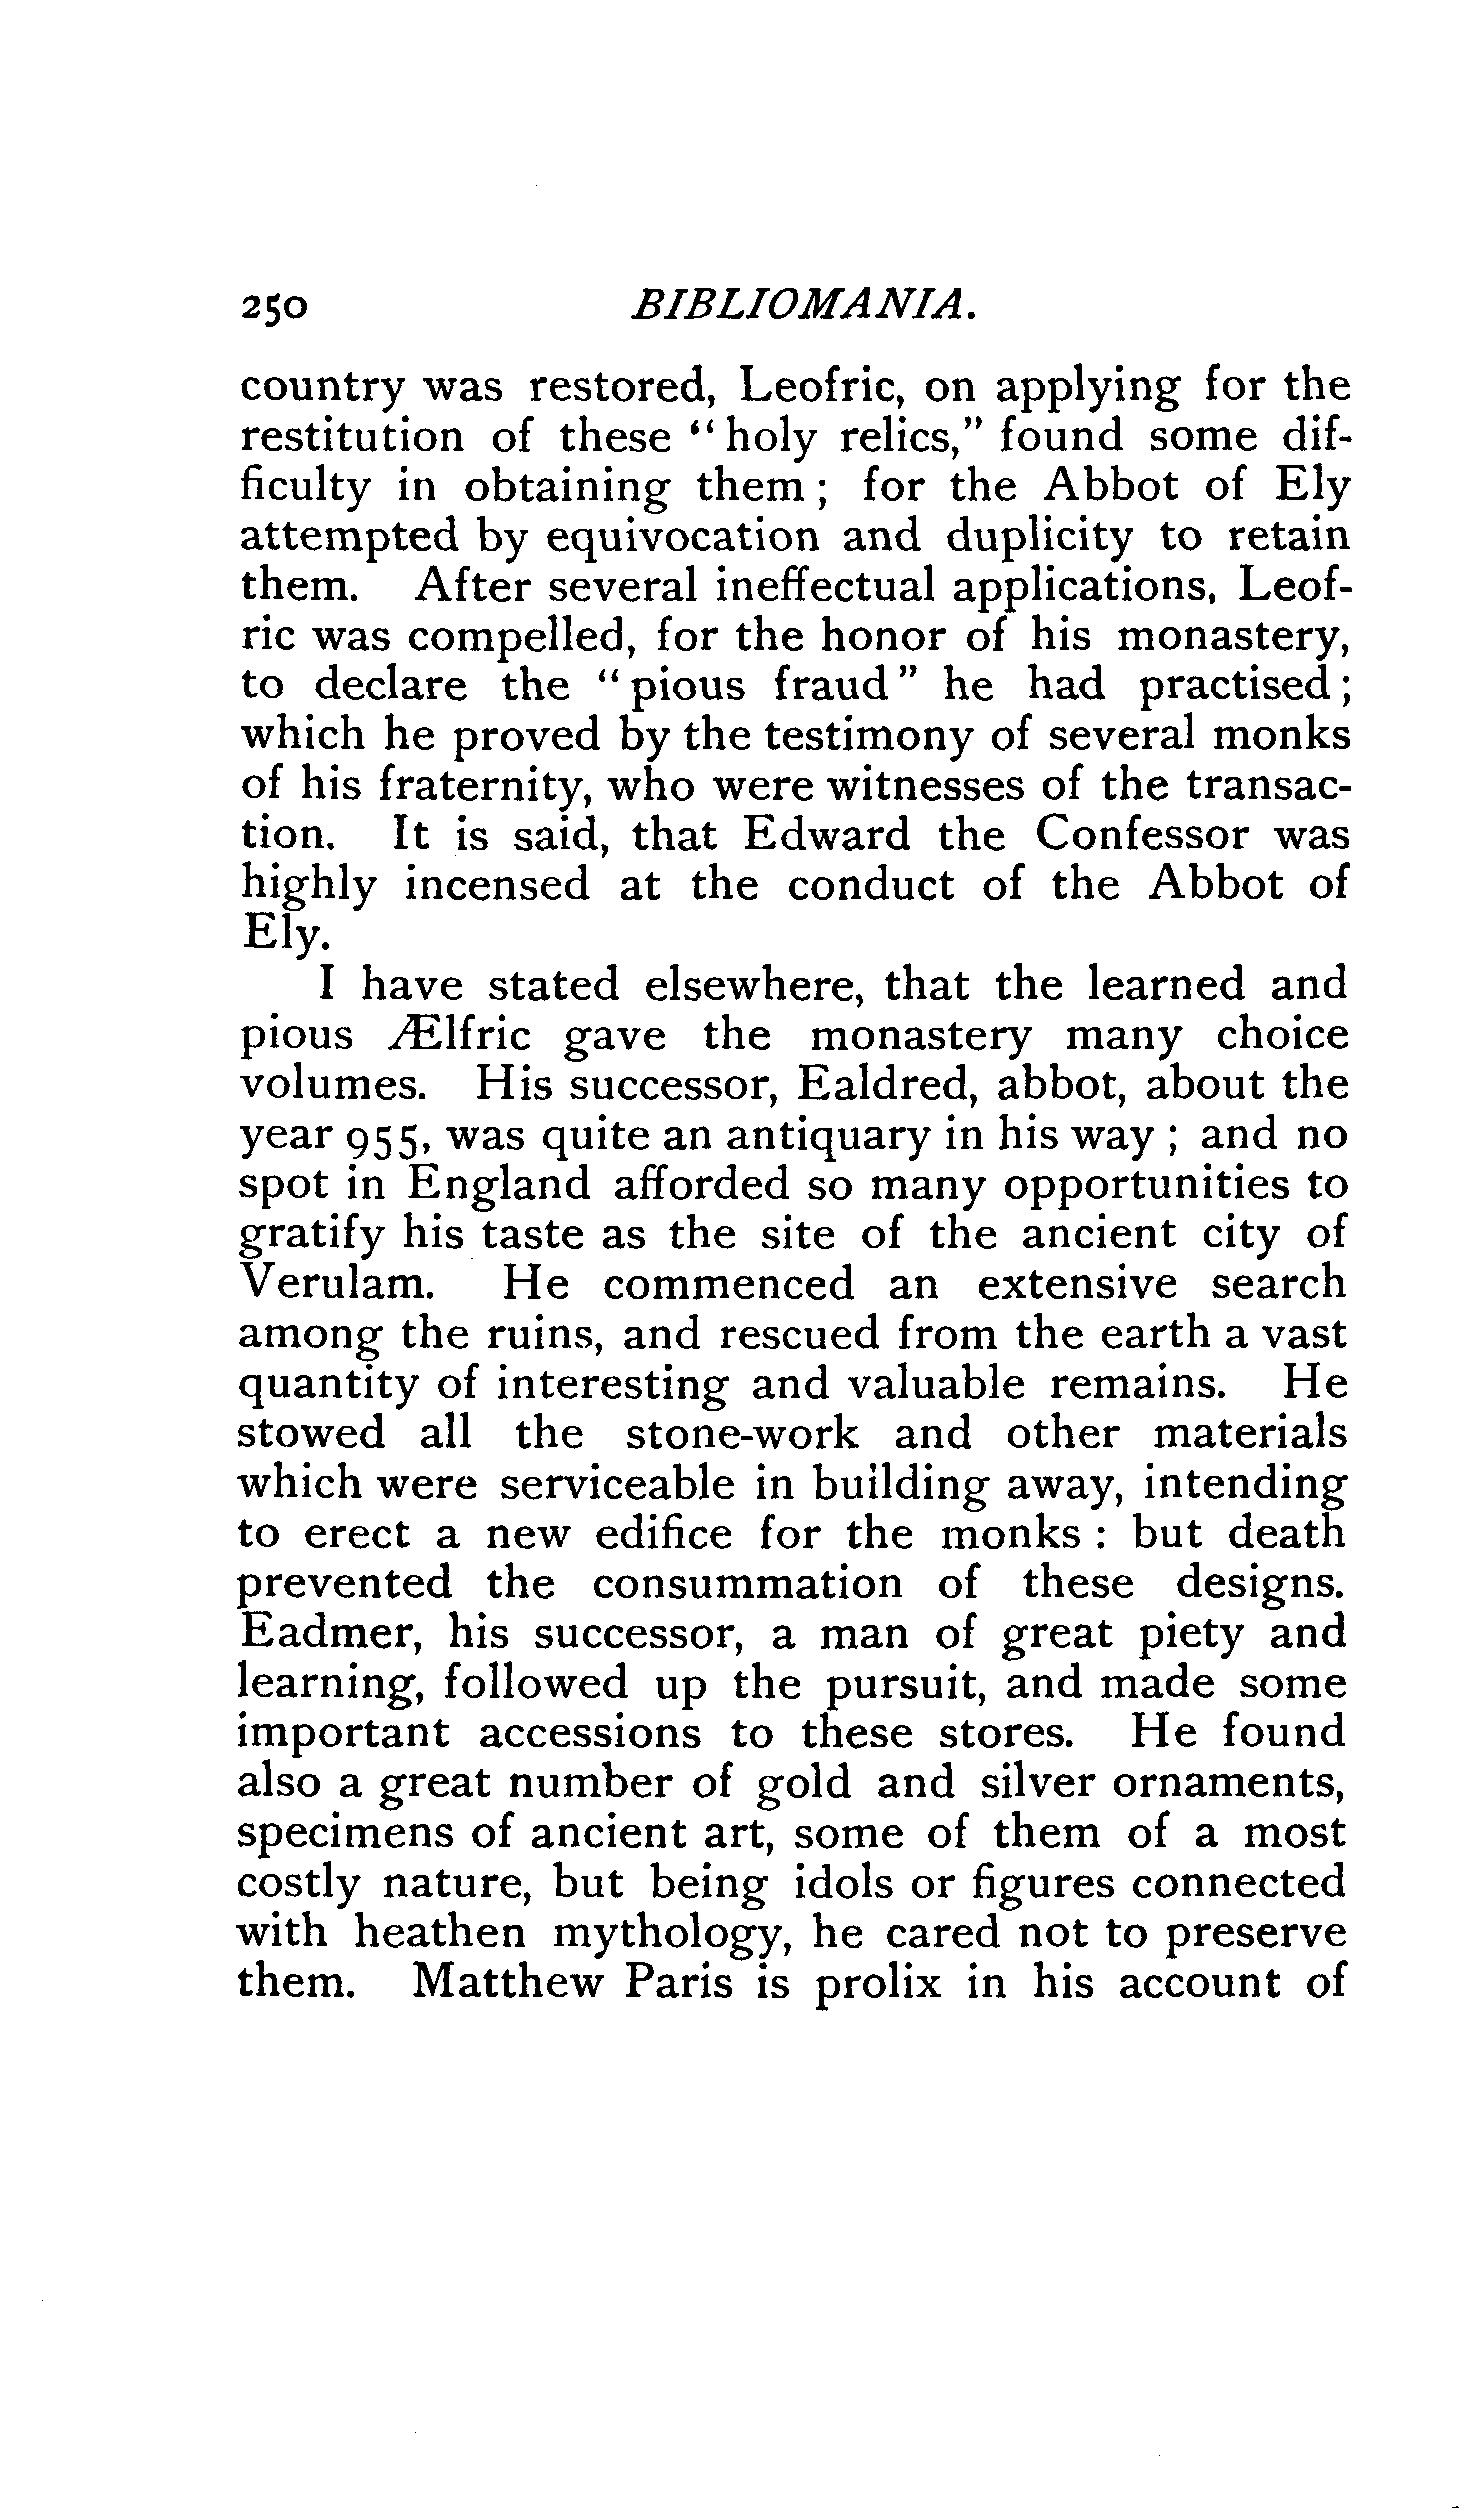 250 BIBLIOMANIA.
country was restored, Leofric, on applying for the
restitution of these "holy relics," found some dif-
ficulty in obtaining them; for the Abbot of Ely
attempted by equivocation and duplicity to retain
them. After several ineffectual applications, Leof-
ric was compelled, for the honor of his monastery,
to declare the "pious fraud" he had practised;
which he proved by the testimony of several monks
of his fraternity, who were witnesses of the transac-
tion. It is said, that Edward the Confessor was
highly incensed at the conduct of the Abbot of
Ely.
I have stated elsewhere, that the learned and
pious Ælfric gave the monastery many choice
volumes. His successor, Ealdred, abbot, about the
year 955, was quite an antiquary in his way; and no
spot in England afforded so many opportunities to
gratify his taste as the site of the ancient city of
Verulam. He commenced an extensive search
among the ruins, and rescued from the earth a vast
quantity of interesting and valuable remains. He
stowed all the stone-work and other materials
which were serviceable in building away, intending
to erect a new edifice for the monks: but death
prevented the consummation of these designs.
Eadmer, his successor, a man of great piety and
learning, followed up the pursuit, and made some
important accessions to these stores. He found
also a great number of gold and silver ornaments,
specimens of ancient art, some of them of a most
costly nature, but being idols or figures connected
with heathen mythology, he cared not to preserve
them. Matthew Paris is prolix in his account of